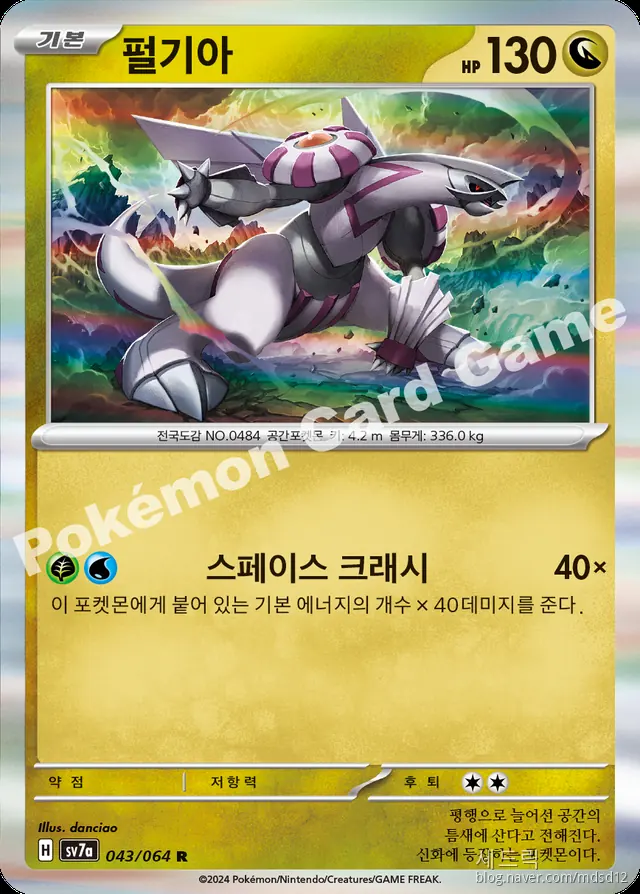 기본 펄기아 HP 130
전국도감 NO.0484 공간포켓몬 키: 4.2 m 몸무게: 336.0 kg
Pokémon Card Game
스페이스 크래시 40×
이 포켓몬에게 붙어 있는 기본 에너지의 개수 × 40데미지를 준다.
약점 저항력 후퇴
Illus. danciao
평행으로 늘어선 공간의
틈새에 산다고 전해진다.
신화에 등장하는 포켓몬이다.
H sv7a 043/064 R
세드릭
blog.naver.com/mdsd12
©2024 Pokémon/Nintendo/Creatures/GAME FREAK.